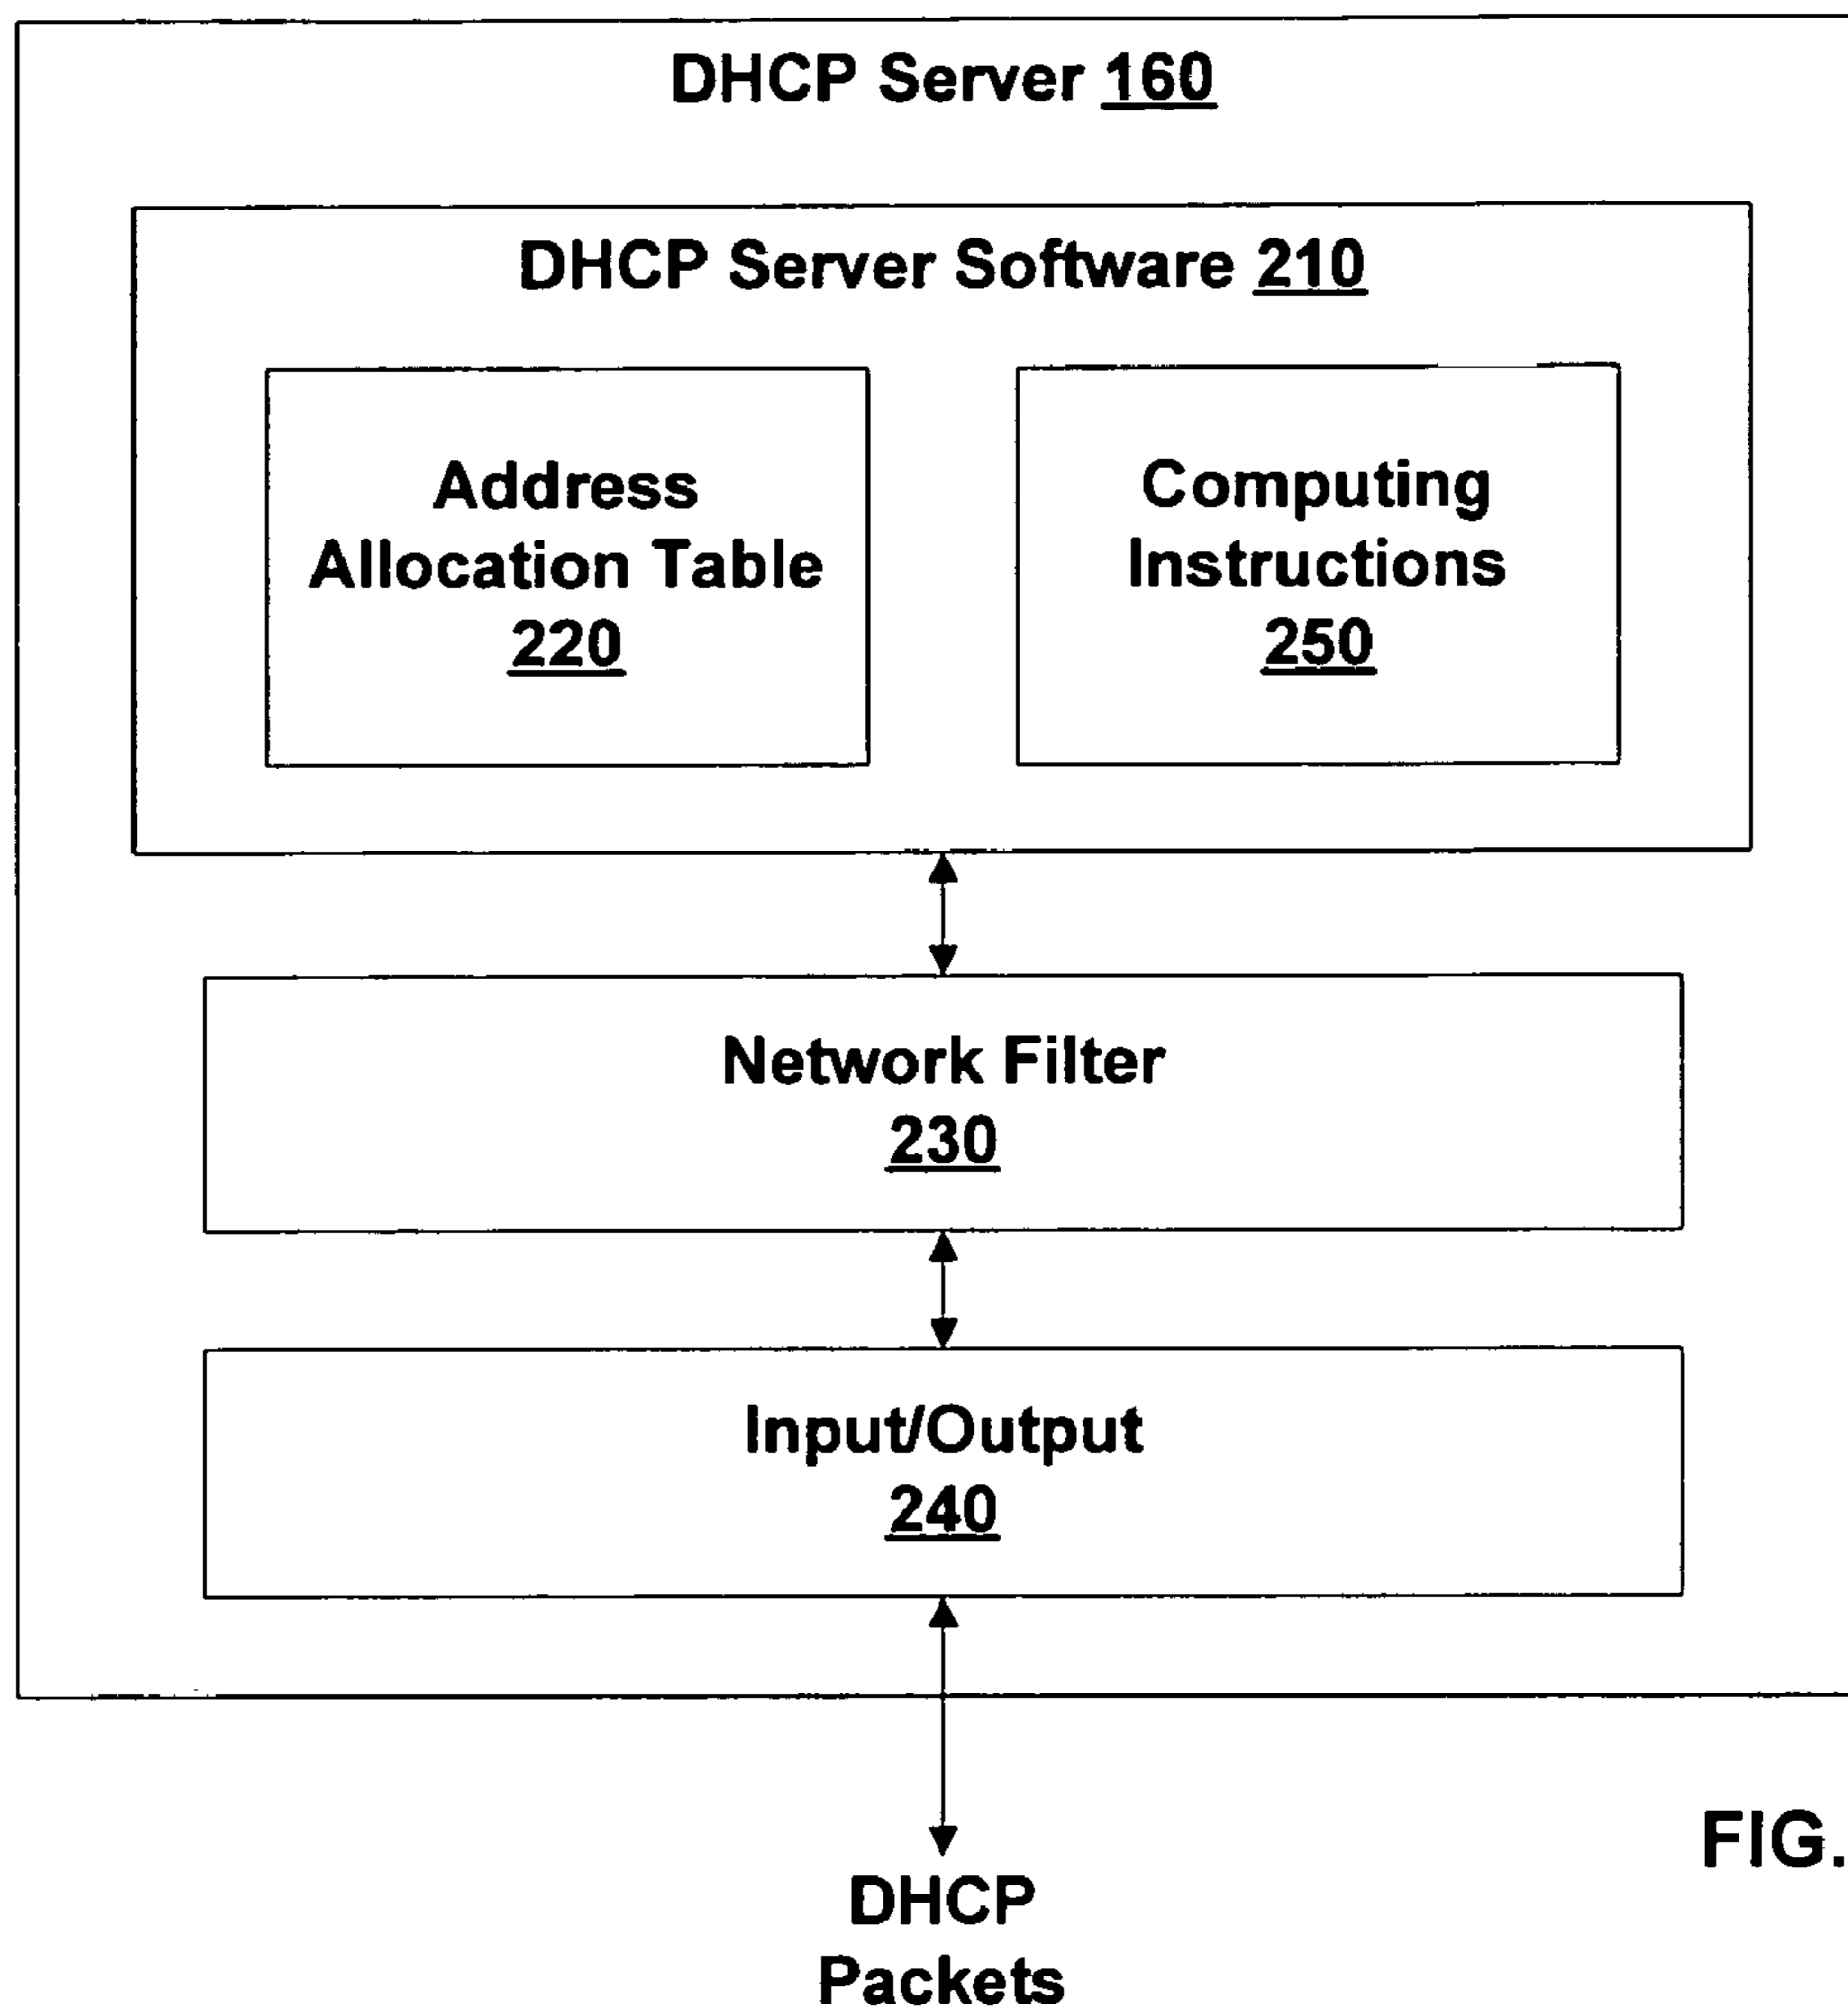 DHCP Server 160
DHCP Server Software 210
Address
Allocation Table
220
Computing
Instructions
250
Network Filter
230
Input/Output
240
DHCP
Packets
FIG.